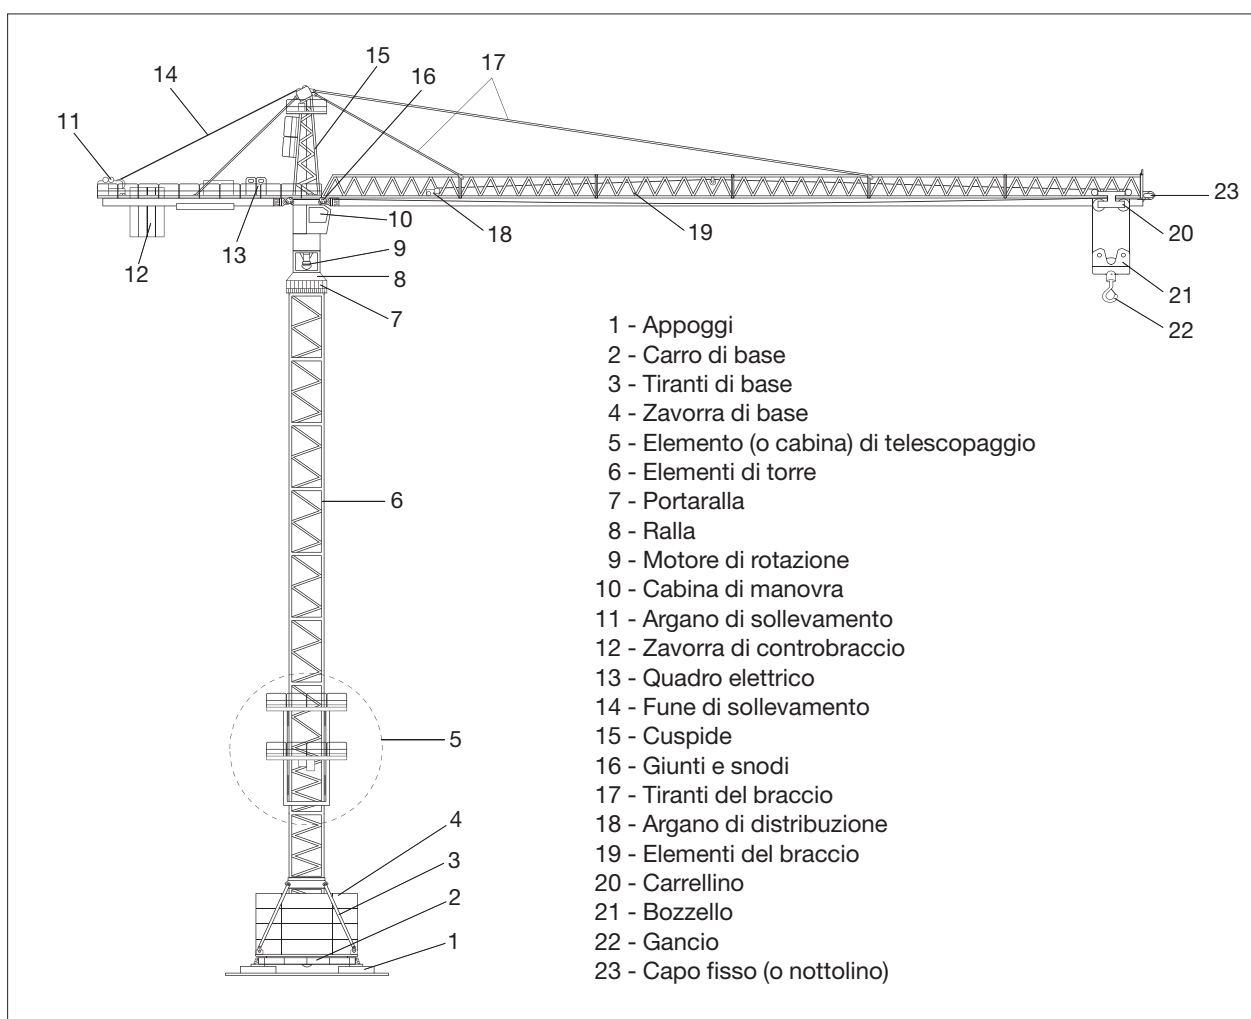 15
17
14
16
11
23
10
18
19
20
12
13
9
8
21
7
22
6
5
4
3
2
1
1 - Appoggi
2 - Carro di base
3 - Tiranti di base
4 - Zavorra di base
5 - Elemento (o cabina) di telescopaggio
6 - Elementi di torre
7 - Portaralla
8 - Ralla
9 - Motore di rotazione
10 - Cabina di manovra
11 - Argano di sollevamento
12 - Zavorra di controbraccio
13 - Quadro elettrico
14 - Fune di sollevamento
15 - Cuspide
16 - Giunti e snodi
17 - Tiranti del braccio
18 - Argano di distribuzione
19 - Elementi del braccio
20 - Carrellino
21 - Bozzello
22 - Gancio
23 - Capo fisso (o nottolino)